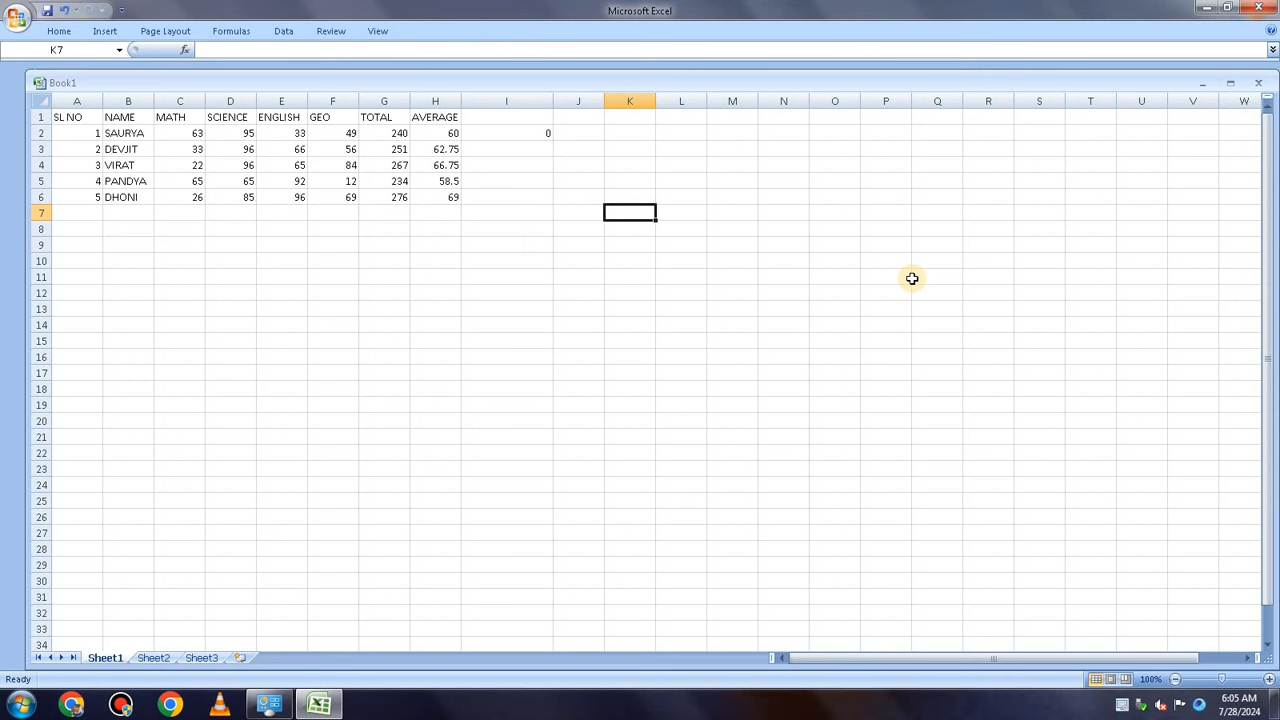 Microsoft Excel
Home Insert Page Layout Formulas Data Review View
K7 fx
Book1
A B C D E F G H I J K L M N O P Q R S T U V W
1 SL NO NAME MATH SCIENCE ENGLISH GEO TOTAL AVERAGE
2 1 SAURYA 63 95 33 49 240 60 0
3 2 DEVJIT 33 96 66 56 251 62.75
4 3 VIRAT 22 96 65 84 267 66.75
5 4 PANDYA 65 65 92 12 234 58.5
6 5 DHONI 26 85 96 69 276 69
7
8
9
10
11
12
13
14
15
16
17
18
19
20
21
22
23
24
25
26
27
28
29
30
31
32
33
34
Sheet1 Sheet2 Sheet3
Ready 100%
6:05 AM
7/28/2024